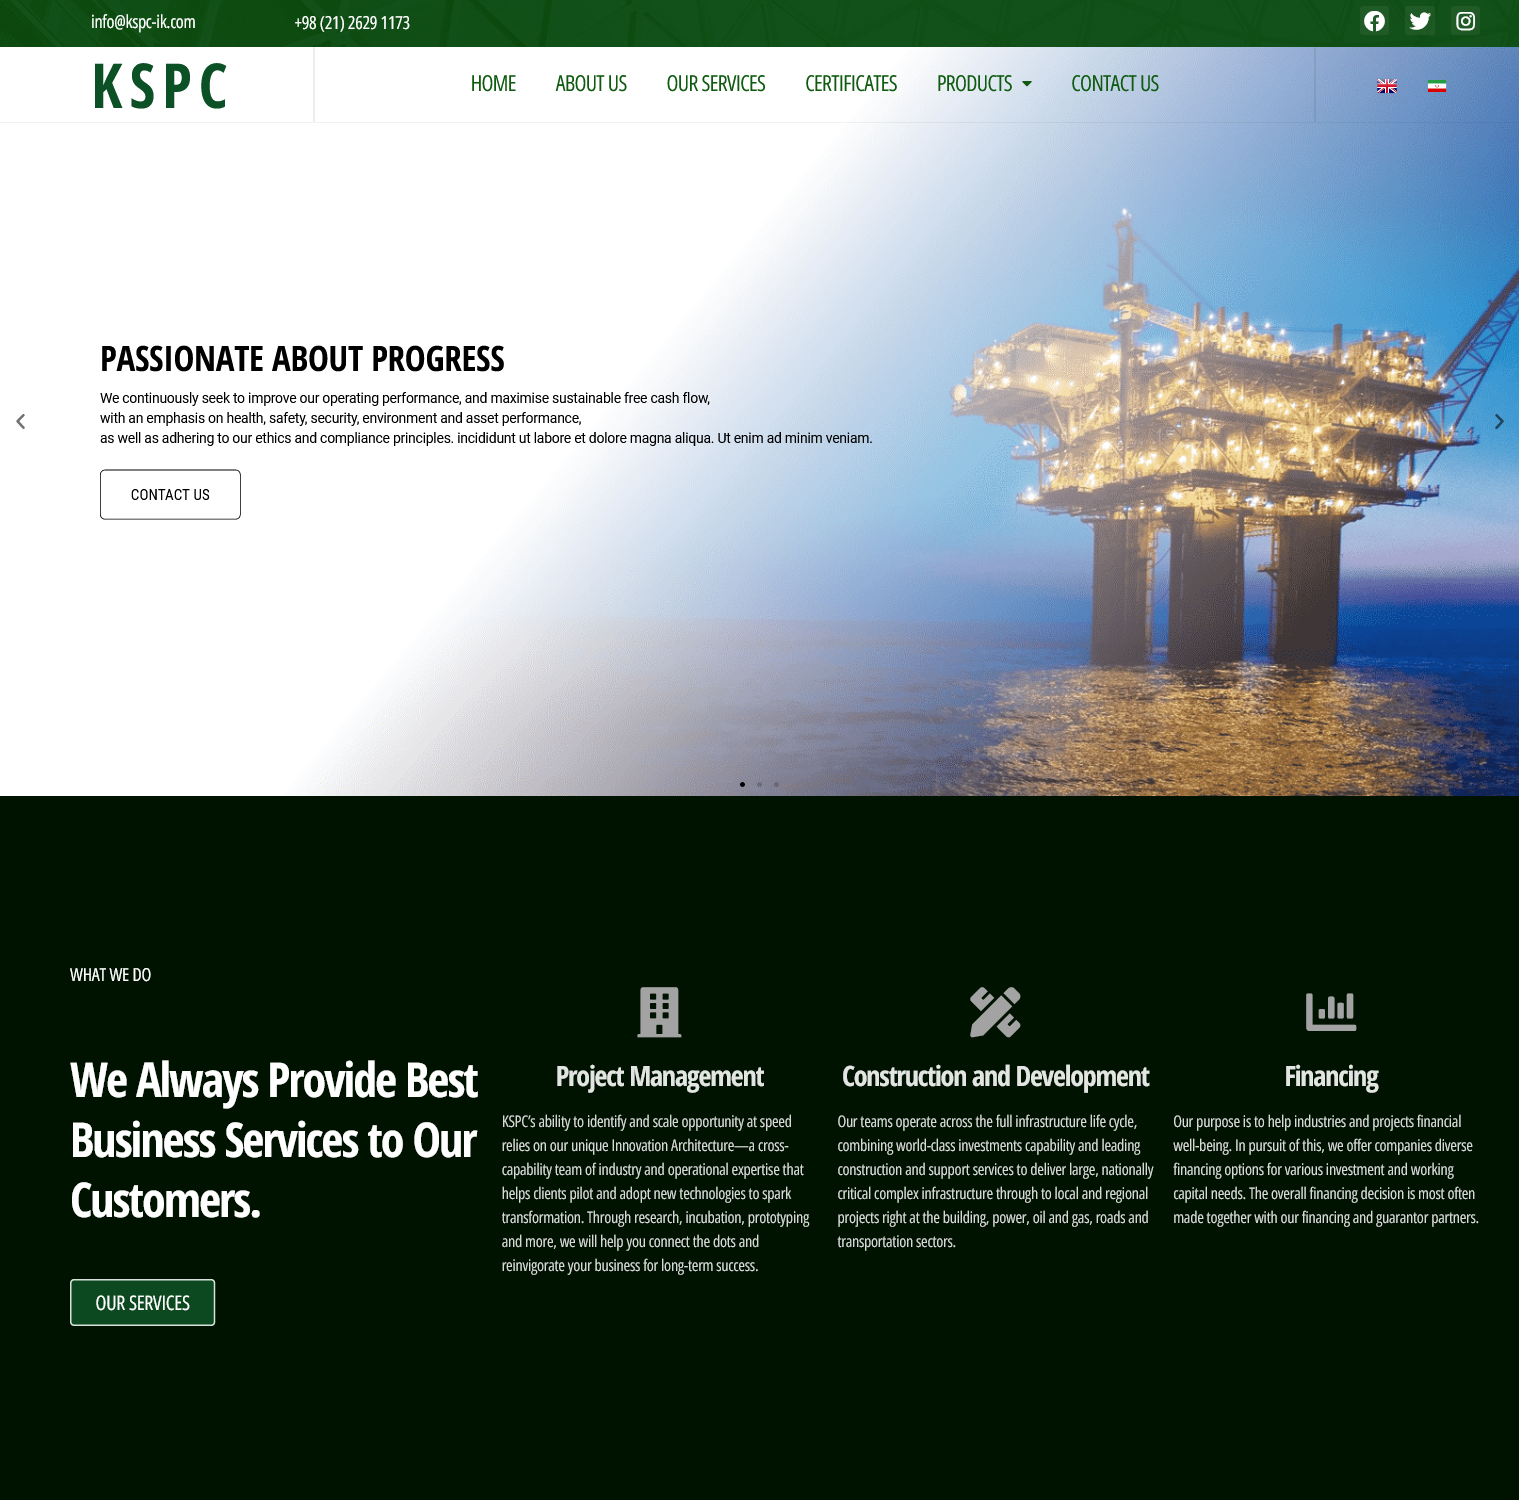 info@kspc-ik.com
+98 (21) 2629 1173
KSPC
HOME ABOUT US OUR SERVICES CERTIFICATES PRODUCTS CONTACT US
PASSIONATE ABOUT PROGRESS
We continuously seek to improve our operating performance, and maximise sustainable free cash flow,
with an emphasis on health, safety, security, environment and asset performance,
as well as adhering to our ethics and compliance principles. incididunt ut labore et dolore magna aliqua. Ut enim ad minim veniam.
CONTACT US
WHAT WE DO
We Always Provide Best
Business Services to Our
Customers.
OUR SERVICES
Project Management
KSPC’s ability to identify and scale opportunity at speed
relies on our unique Innovation Architecture—a cross-
capability team of industry and operational expertise that
helps clients pilot and adopt new technologies to spark
transformation. Through research, incubation, prototyping
and more, we will help you connect the dots and
reinvigorate your business for long-term success.
Construction and Development
Our teams operate across the full infrastructure life cycle,
combining world-class investments capability and leading
construction and support services to deliver large, nationally
critical complex infrastructure through to local and regional
projects right at the building, power, oil and gas, roads and
transportation sectors.
Financing
Our purpose is to help industries and projects financial
well-being. In pursuit of this, we offer companies diverse
financing options for various investment and working
capital needs. The overall financing decision is most often
made together with our financing and guarantor partners.